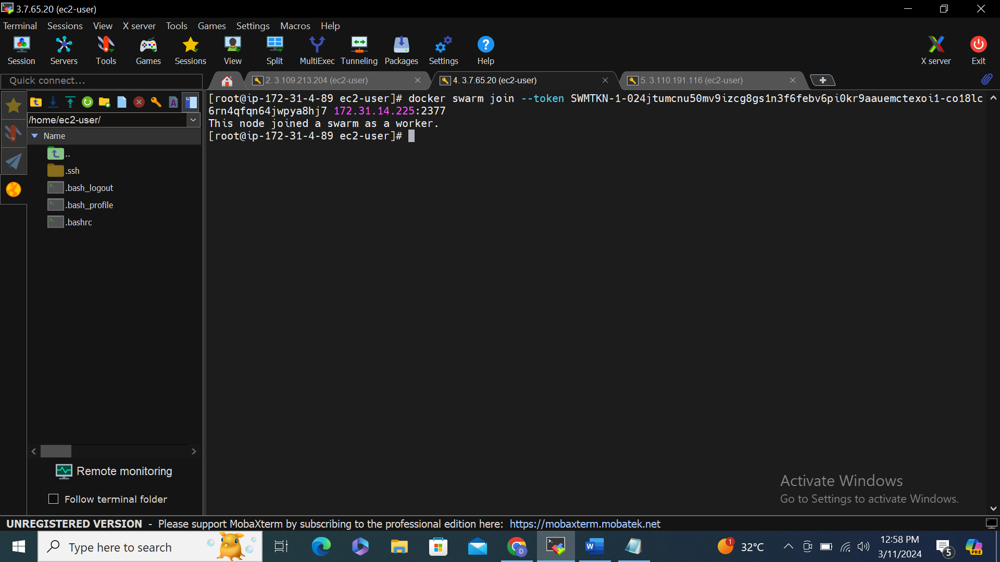 3.7.65.20 (ec2-user)
Terminal Sessions View X server Tools Games Settings Macros Help
Session Servers Tools Games Sessions View Split MultiExec Tunneling Packages Settings Help X server Exit
Quick connect...
2. 3.109.213.204 (ec2-user) 4. 3.7.65.20 (ec2-user) 5. 3.110.191.116 (ec2-user)
/home/ec2-user/
Name
..
.ssh
.bash_logout
.bash_profile
.bashrc
[root@ip-172-31-4-89 ec2-user]# docker swarm join --token SWMTKN-1-024jtumcnu50mv9izcg8gs1n3f6febv6pi0kr9aauemctexoi1-co18lc
6rn4qfqn64jwpya8hj7 172.31.14.225:2377
This node joined a swarm as a worker.
[root@ip-172-31-4-89 ec2-user]#
Remote monitoring
Follow terminal folder
Activate Windows
Go to Settings to activate Windows.
UNREGISTERED VERSION - Please support MobaXterm by subscribing to the professional edition here: https://mobaxterm.mobatek.net
Type here to search
D
W
1
32°C
12:58 PM
3/11/2024
5
PRE